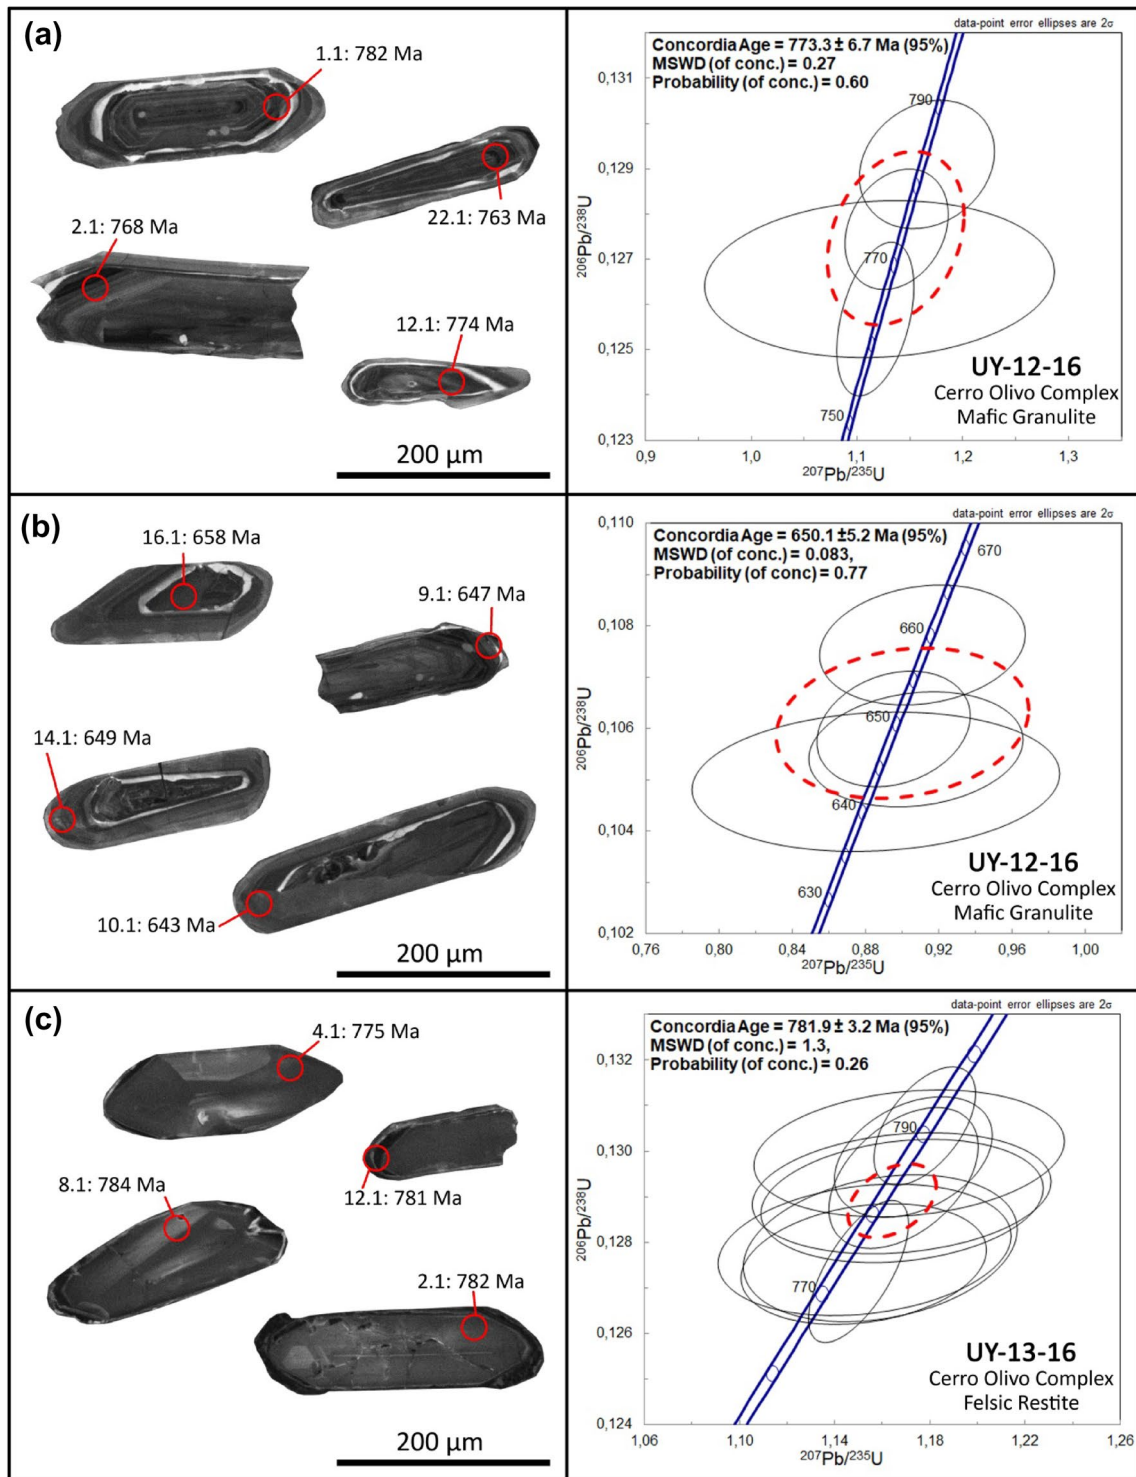 (a)
1.1: 782 Ma
22.1: 763 Ma
2.1: 768 Ma
12.1: 774 Ma
200 µm
data-point error ellipses are 2σ
Concordia Age = 773.3 ± 6.7 Ma (95%)
MSWD (of conc.) = 0.27
Probability (of conc.) = 0.60
0,131
0,129
0,127
0,125
0,123
206Pb/238U
790
770
750
UY-12-16
Cerro Olivo Complex
Mafic Granulite
0,9
1,0
1,1
1,2
1,3
207Pb/235U
(b)
16.1: 658 Ma
9.1: 647 Ma
14.1: 649 Ma
10.1: 643 Ma
200 µm
data-point error ellipses are 2σ
Concordia Age = 650.1 ±5.2 Ma (95%)
MSWD (of conc.) = 0.083,
Probability (of conc) = 0.77
0,110
0,108
0,106
0,104
0,102
206Pb/238U
670
660
650
640
630
UY-12-16
Cerro Olivo Complex
Mafic Granulite
0,76
0,80
0,84
0,88
0,92
0,96
1,00
207Pb/235U
(c)
4.1: 775 Ma
12.1: 781 Ma
8.1: 784 Ma
2.1: 782 Ma
200 µm
data-point error ellipses are 2σ
Concordia Age = 781.9 ± 3.2 Ma (95%)
MSWD (of conc.) = 1.3,
Probability (of conc.) = 0.26
0,132
0,130
0,128
0,126
0,124
206Pb/238U
790
770
UY-13-16
Cerro Olivo Complex
Felsic Restite
1,06
1,10
1,14
1,18
1,22
1,26
207Pb/235U